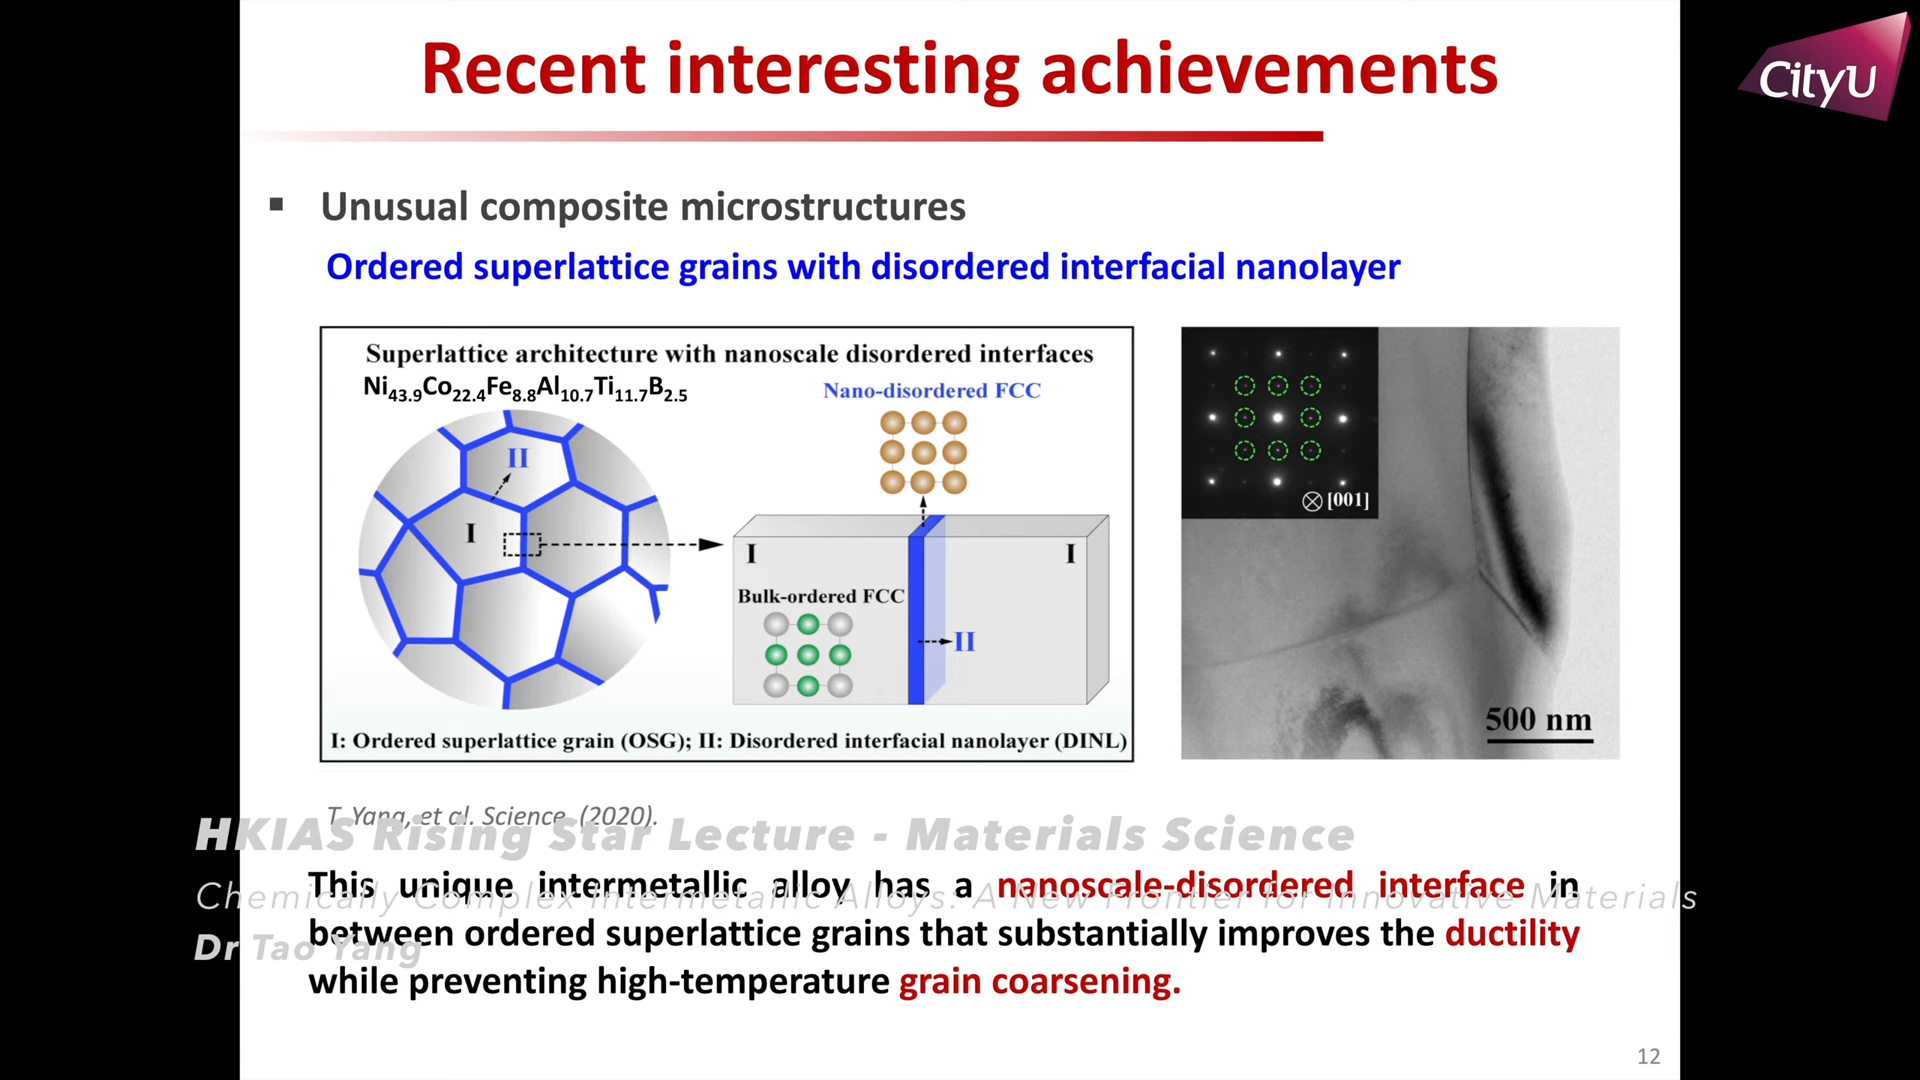 Recent interesting achievements
CityU
▪ Unusual composite microstructures
Ordered superlattice grains with disordered interfacial nanolayer
Superlattice architecture with nanoscale disordered interfaces
Ni43.9Co22.4Fe8.8Al10.7Ti11.7B2.5
Nano-disordered FCC
II
I
I
I
Bulk-ordered FCC
II
I: Ordered superlattice grain (OSG); II: Disordered interfacial nanolayer (DINL)
[001]
500 nm
T. Yang, et al. Science, (2020).
HKIAS Rising Star Lecture - Materials Science
This unique intermetallic alloy has a nanoscale-disordered interface in
Chemically Complex Intermetallic Alloys: A New Frontier for Innovative Materials
between ordered superlattice grains that substantially improves the ductility
Dr Tao Yang
while preventing high-temperature grain coarsening.
12